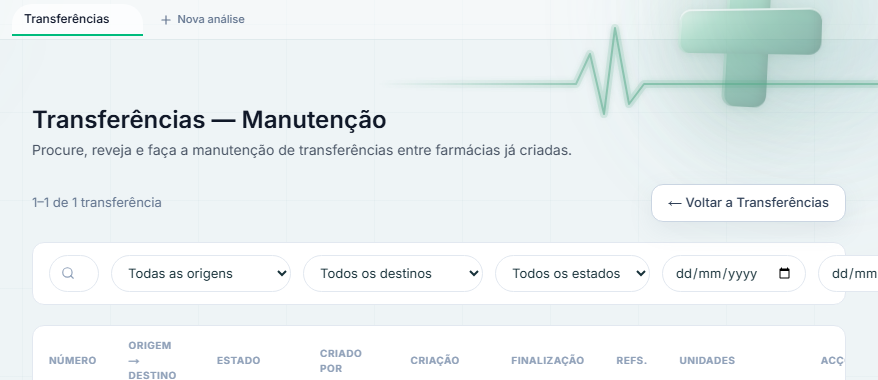 Transferências
+ Nova análise
Transferências — Manutenção
Procure, reveja e faça a manutenção de transferências entre farmácias já criadas.
1–1 de 1 transferência
← Voltar a Transferências
Todas as origens
Todos os destinos
Todos os estados
dd/mm/yyyy
dd/mm
NÚMERO
ORIGEM
→
DESTINO
ESTADO
CRIADO
POR
CRIAÇÃO
FINALIZAÇÃO
REFS.
UNIDADES